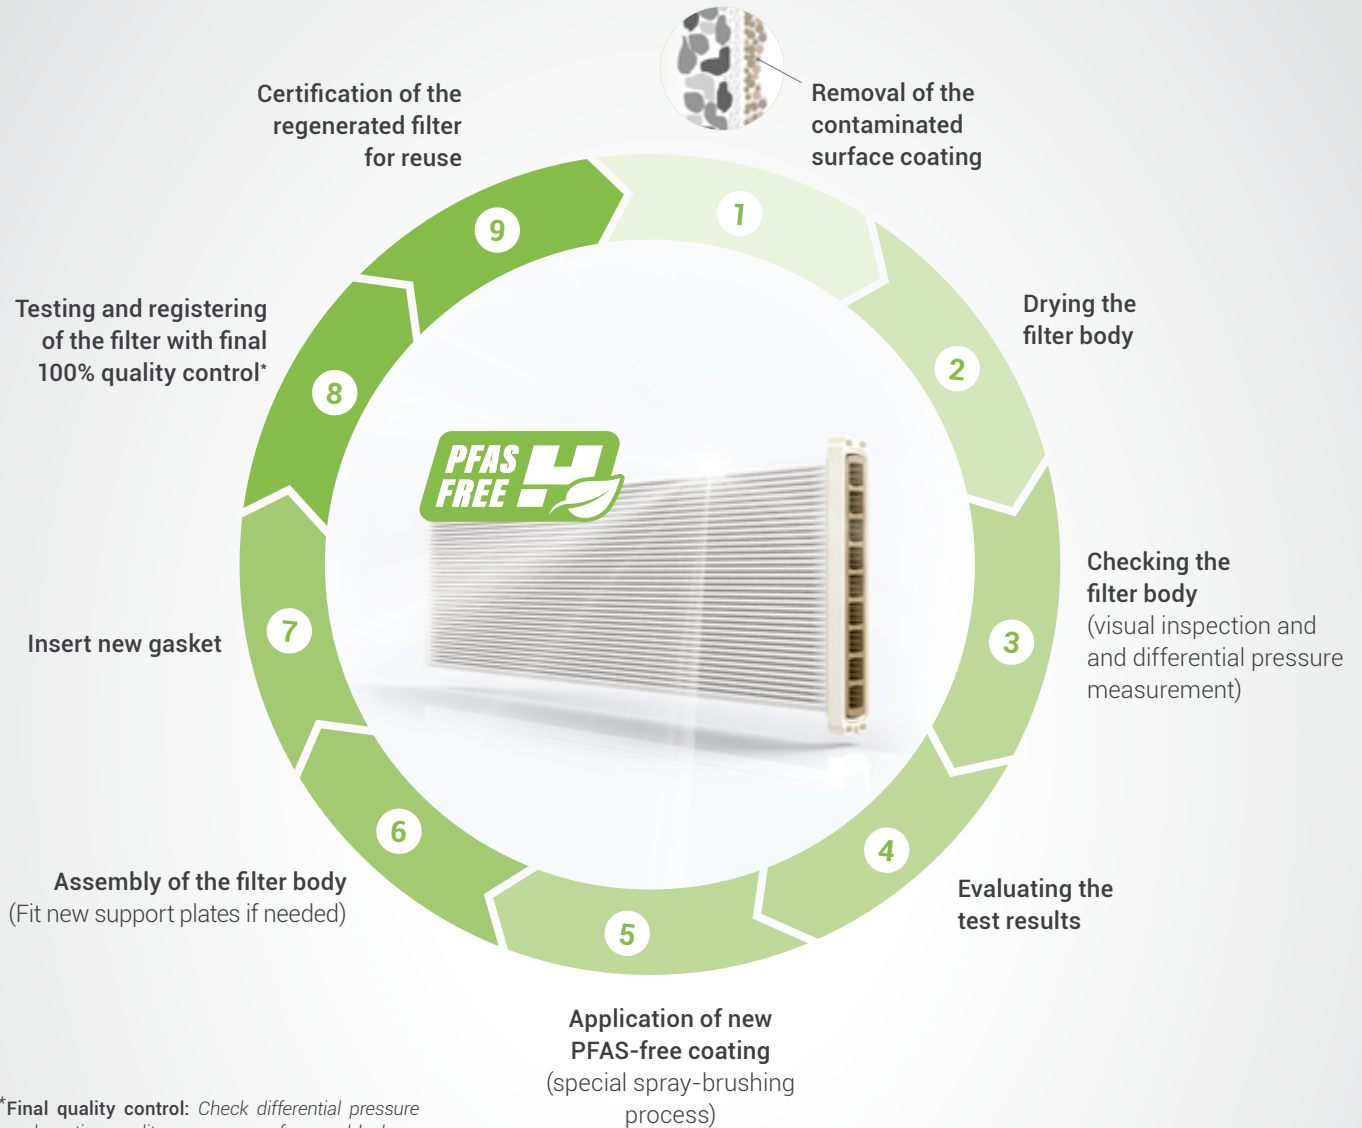 Removal of the
contaminated
surface coating
1
Drying the
filter body
2
Checking the
filter body
(visual inspection and
and differential pressure
measurement)
3
Evaluating the
test results
4
Application of new
PFAS-free coating
(special spray-brushing
process)
5
Assembly of the filter body
(Fit new support plates if needed)
6
Insert new gasket
7
Testing and registering
of the filter with final
100% quality control*
8
Certification of the
regenerated filter
for reuse
9
PFAS
FREE
*Final quality control: Check differential pressure